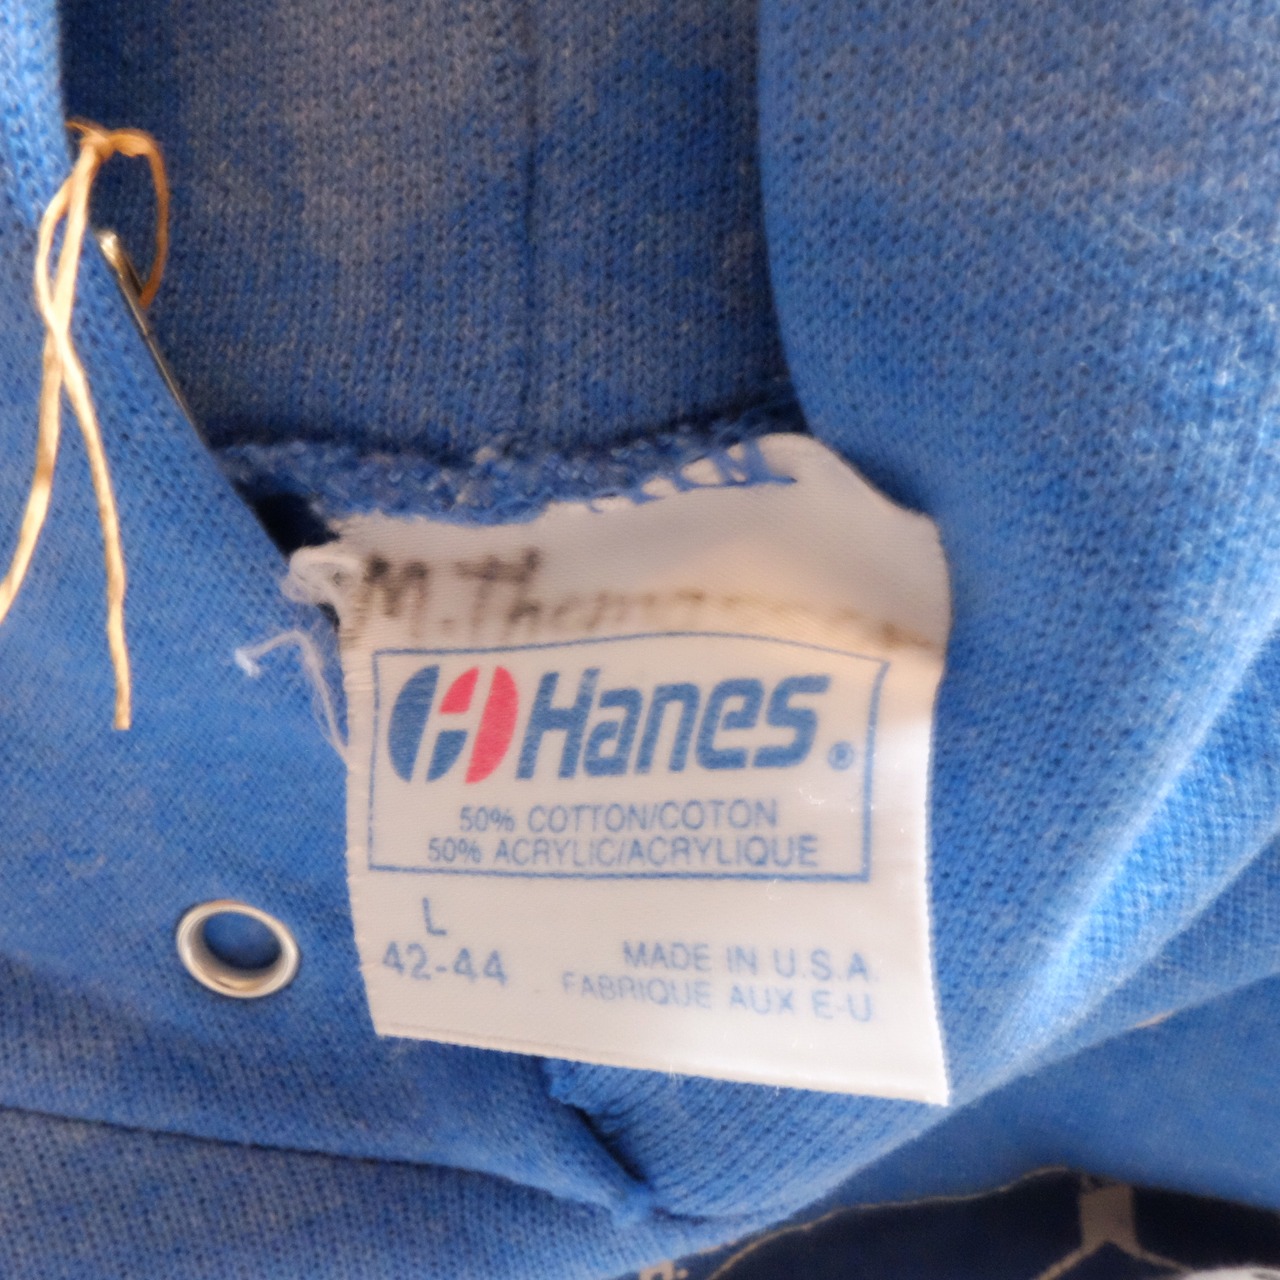 M.
Hanes®
50% COTTON/COTON
50% ACRYLIC/ACRYLIQUE
L
42-44
MADE IN U.S.A.
FABRIQUE AUX E-U